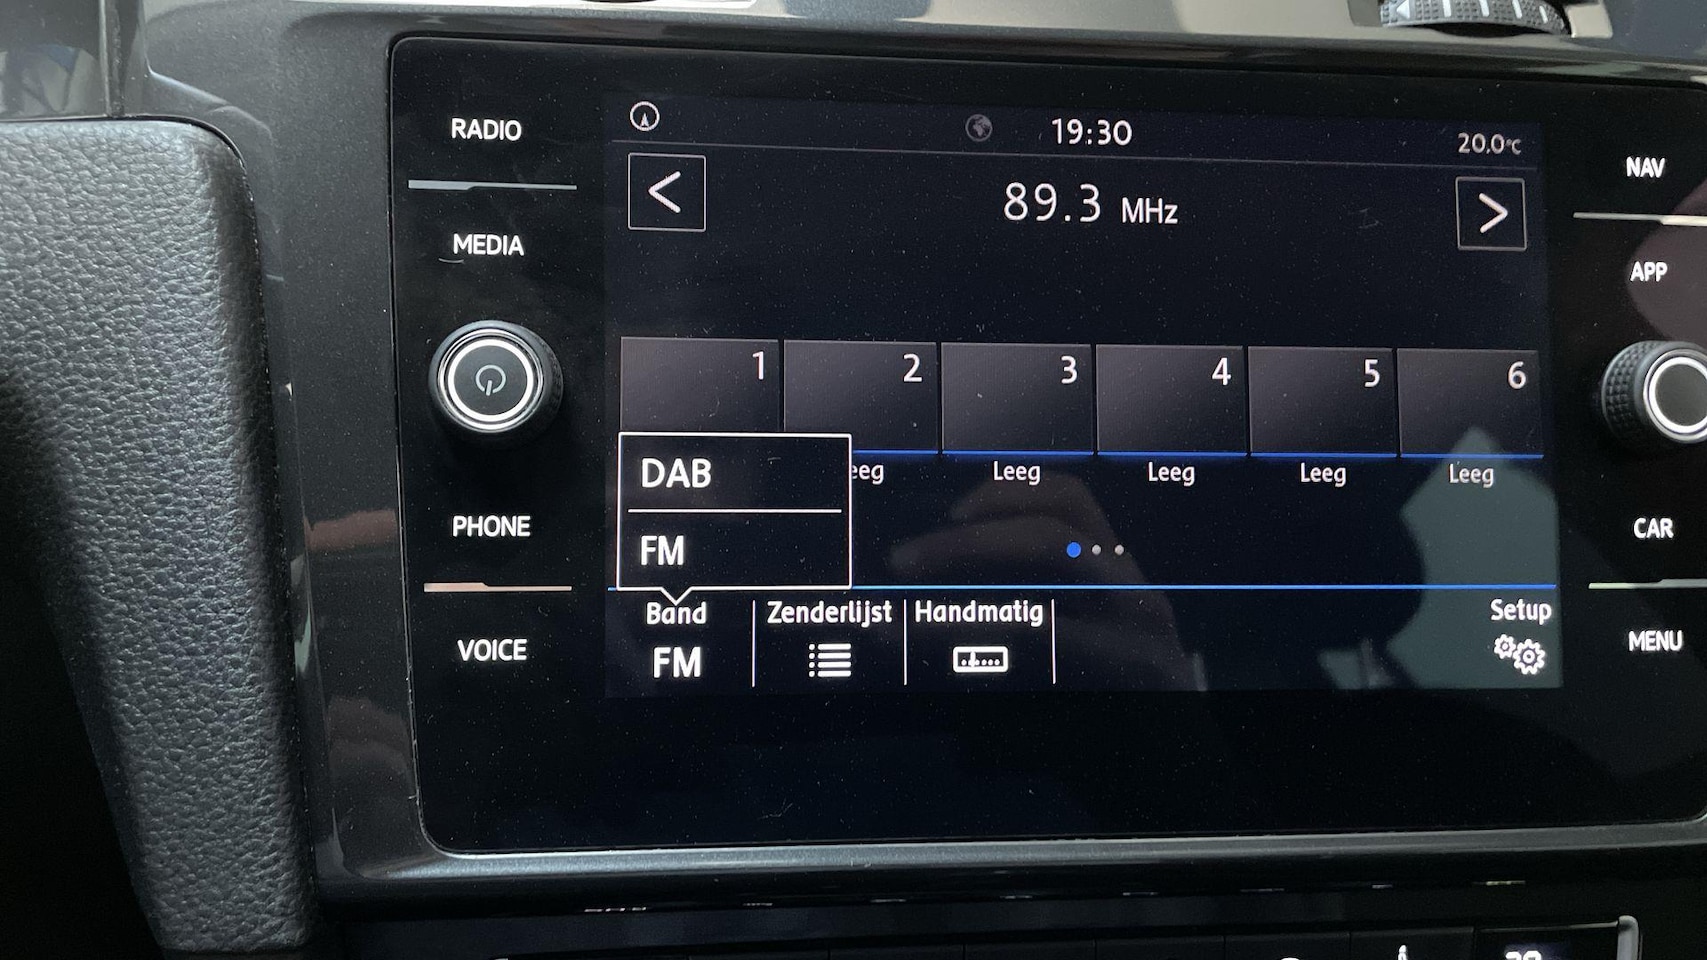 RADIO
MEDIA
PHONE
VOICE
19:30
20,0°C
89.3 MHz
1 2 3 4 5 6
Leeg Leeg Leeg Leeg
DAB
FM
Band Zenderlijst Handmatig Setup
FM
NAV
APP
CAR
MENU